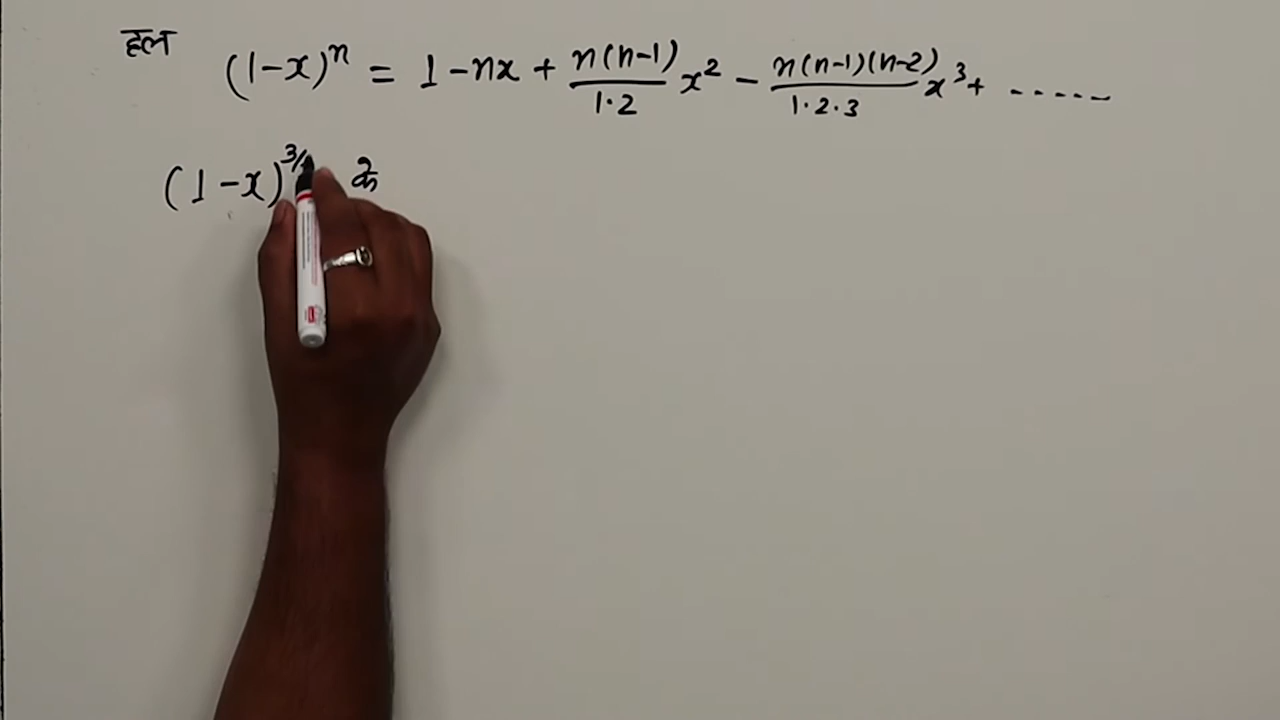 हल (1-x)^n = 1 - nx + n(n-1)/1·2 x^2 - n(n-1)(n-2)/1·2·3 x^3 + .....
(1-x)^3/ के